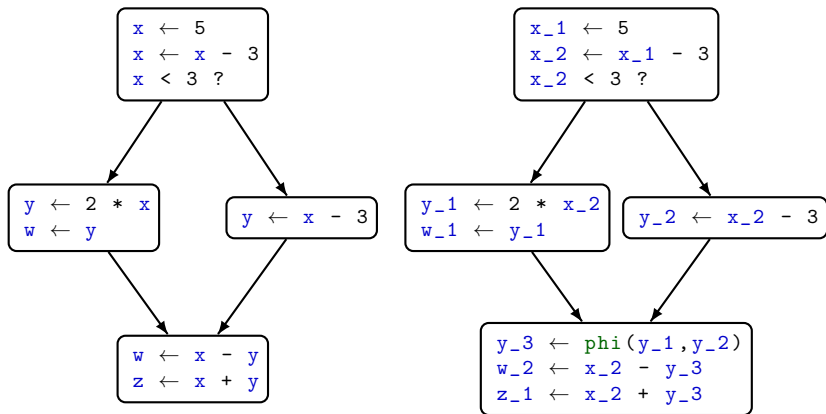 x ← 5
x ← x - 3
x < 3 ?
y ← 2 * x
w ← y
y ← x - 3
w ← x - y
z ← x + y
x_1 ← 5
x_2 ← x_1 - 3
x_2 < 3 ?
y_1 ← 2 * x_2
w_1 ← y_1
y_2 ← x_2 - 3
y_3 ← phi(y_1,y_2)
w_2 ← x_2 - y_3
z_1 ← x_2 + y_3